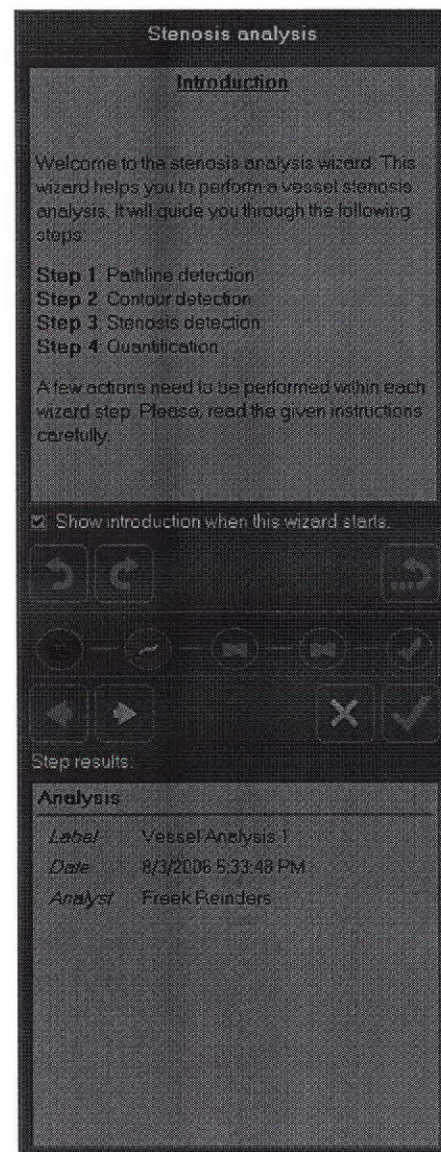 Stenosis analysis
Introduction
Welcome to the stenosis analysis wizard. This
wizard helps you to perform a vessel stenosis
analysis. It will guide you through the following
steps:
Step 1: Pathline detection
Step 2: Contour detection
Step 3: Stenosis detection
Step 4: Quantification
A few actions need to be performed within each
wizard step. Please, read the given instructions
carefully.
Show introduction when this wizard starts.
Step results:
Analysis
Label Vessel Analysis 1
Date 8/3/2006 5:33:48 PM
Analyst Freek Reinders